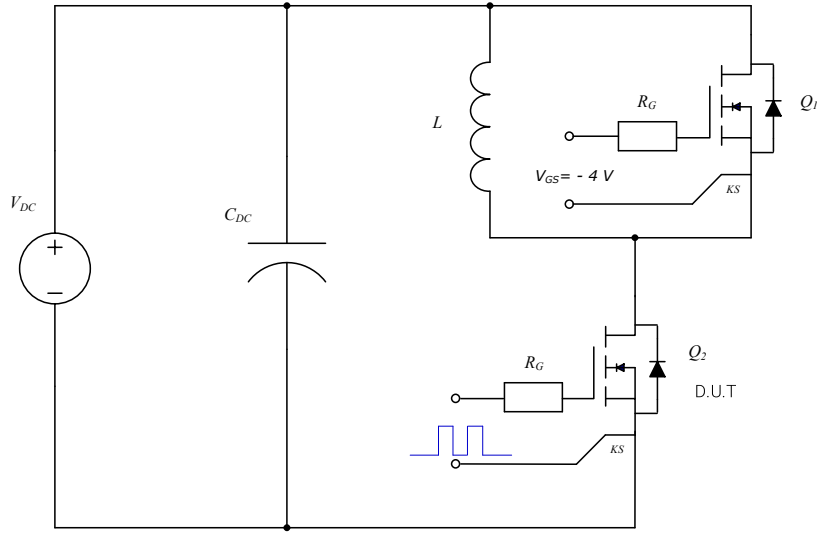 R_G
Q_1
L
V_GS= - 4 V
KS
V_DC
C_DC
R_G
Q_2
D.U.T
KS